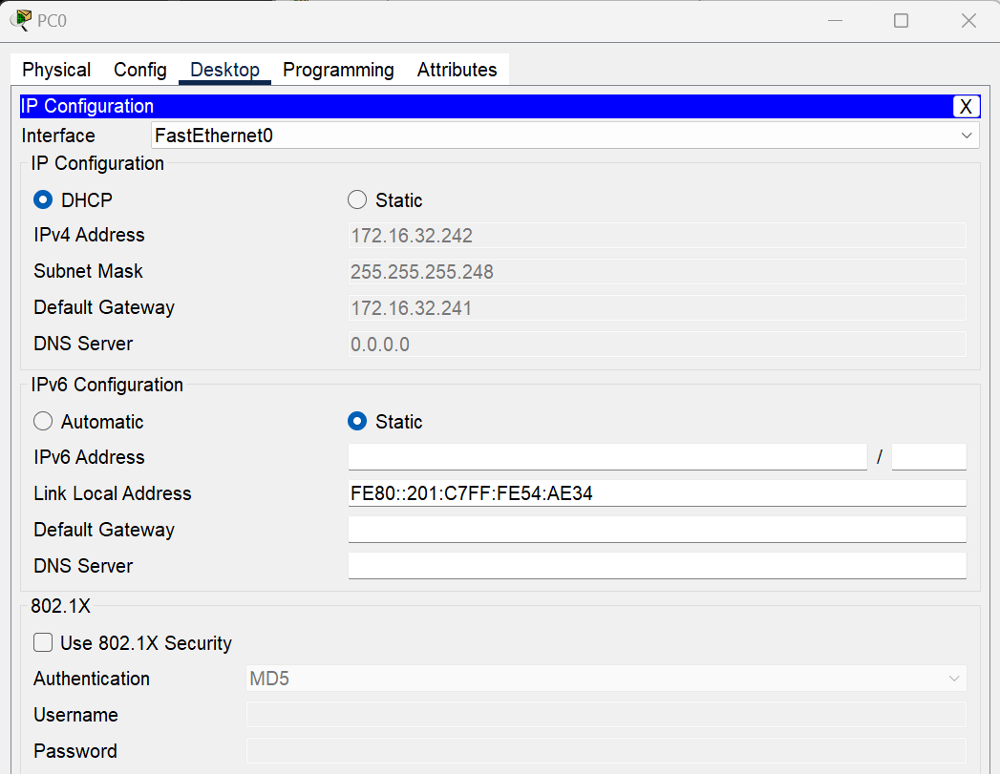 PC0
Physical Config Desktop Programming Attributes
IP Configuration X
Interface FastEthernet0
IP Configuration
DHCP Static
IPv4 Address 172.16.32.242
Subnet Mask 255.255.255.248
Default Gateway 172.16.32.241
DNS Server 0.0.0.0
IPv6 Configuration
Automatic Static
IPv6 Address /
Link Local Address FE80::201:C7FF:FE54:AE34
Default Gateway
DNS Server
802.1X
Use 802.1X Security
Authentication MD5
Username
Password